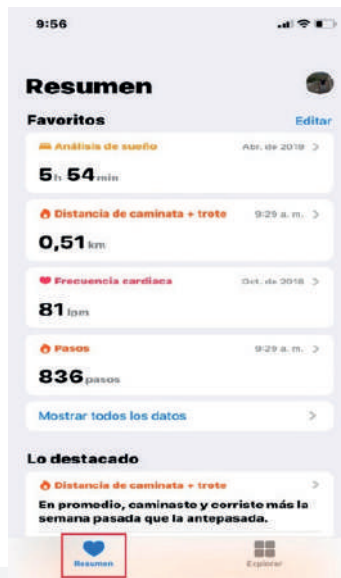 9:56
Resumen
Favoritos
Editar
Análisis de sueño
Abr. de 2019
5 h 54 min
Distancia de caminata + trote
9:29 a. m.
0,51 km
Frecuencia cardiaca
Oct. de 2018
81 lpm
Pasos
9:29 a. m.
836 pasos
Mostrar todos los datos
Lo destacado
Distancia de caminata + trote
En promedio, caminaste y corriste más la
semana pasada que la antepasada.
Resumen
Explorar